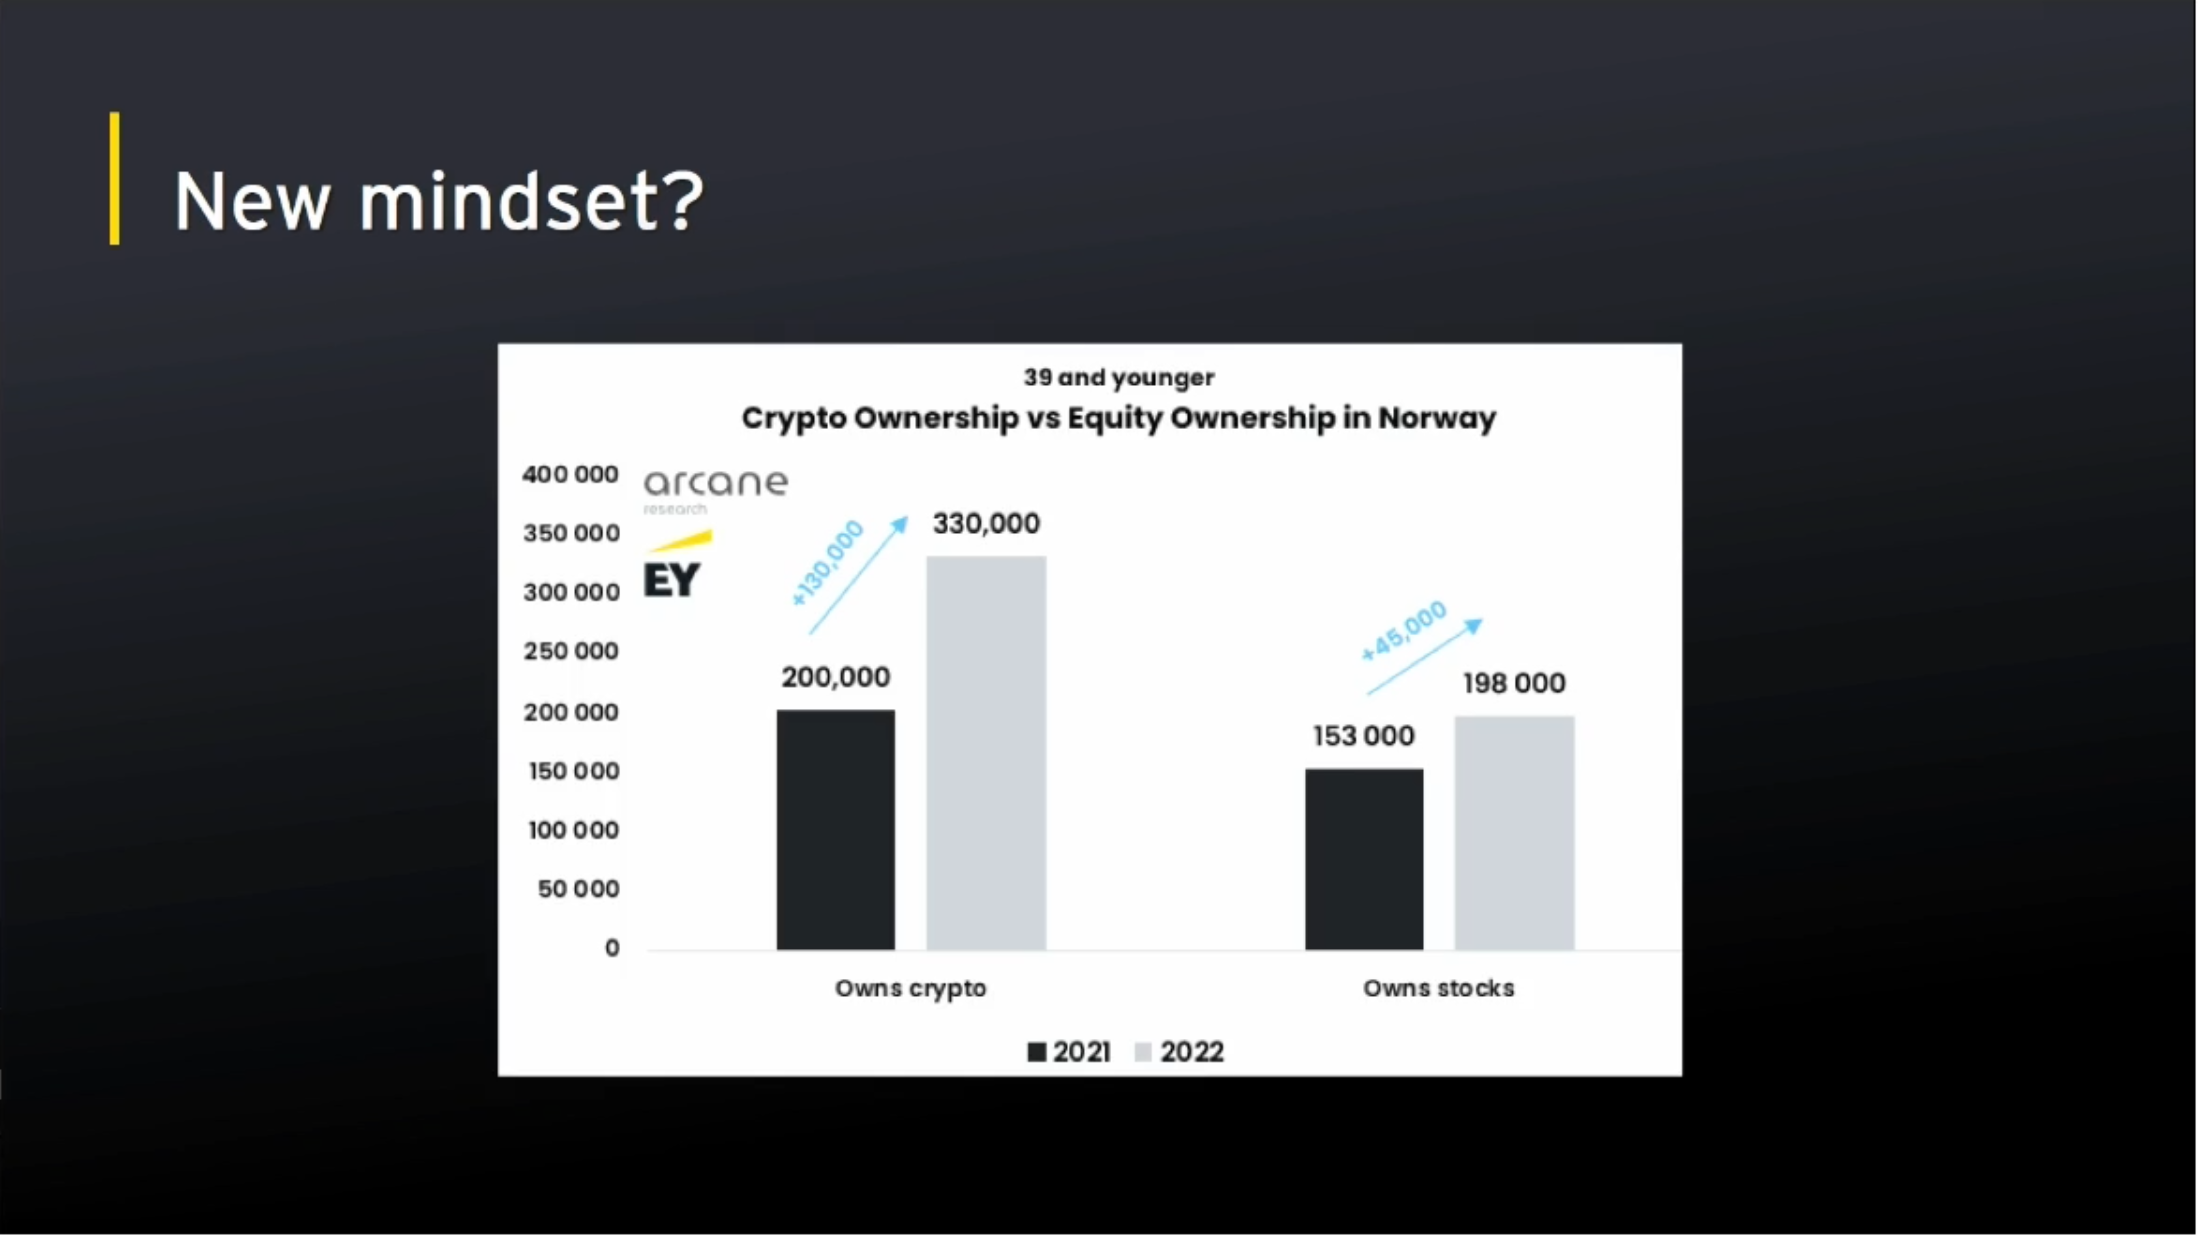 New mindset?
39 and younger
Crypto Ownership vs Equity Ownership in Norway
400 000
350 000
300 000
250 000
200 000
150 000
100 000
50 000
0
arcane
research
EY
+130,000
330,000
200,000
+45,000
198 000
153 000
Owns crypto
Owns stocks
2021 2022